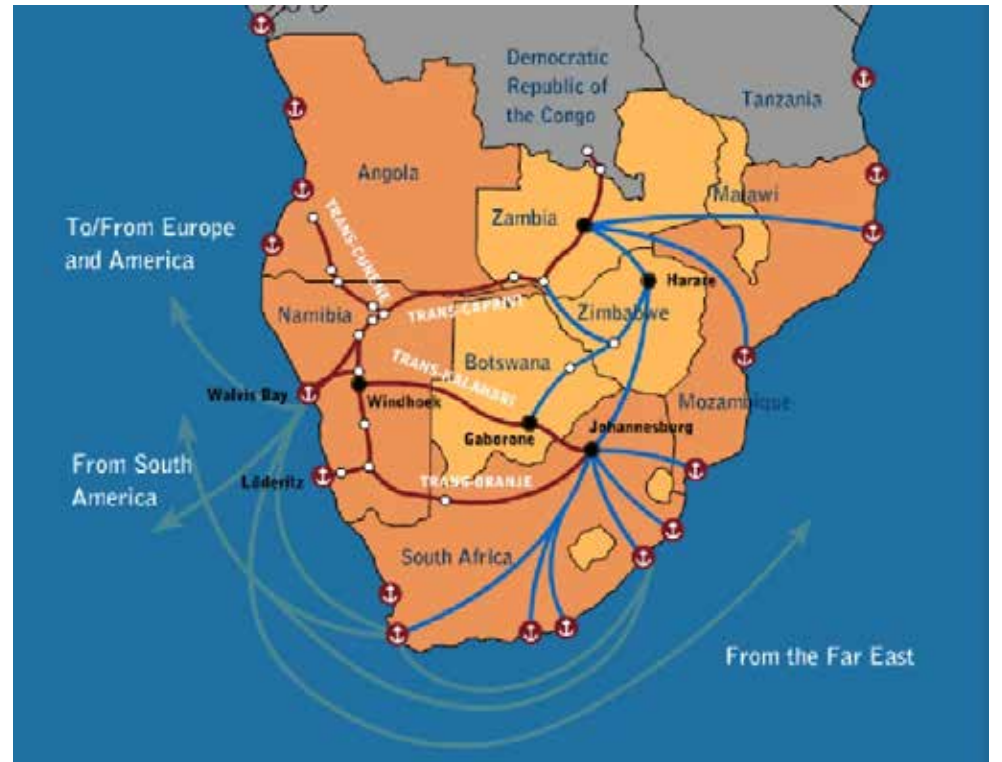 Democratic
Republic of
the Congo
Tanzania
Angola
Malawi
Zambia
To/From Europe
and America
TRANS-CUNENE
Harare
Namibia
TRANS-CAPRIVI
Zimbabwe
Botswana
TRANS-KALAHARI
Walvis Bay
Windhoek
Mozambique
Gaborone
Johannesburg
From South
America
Lüderitz
TRANS-ORANJE
South Africa
From the Far East